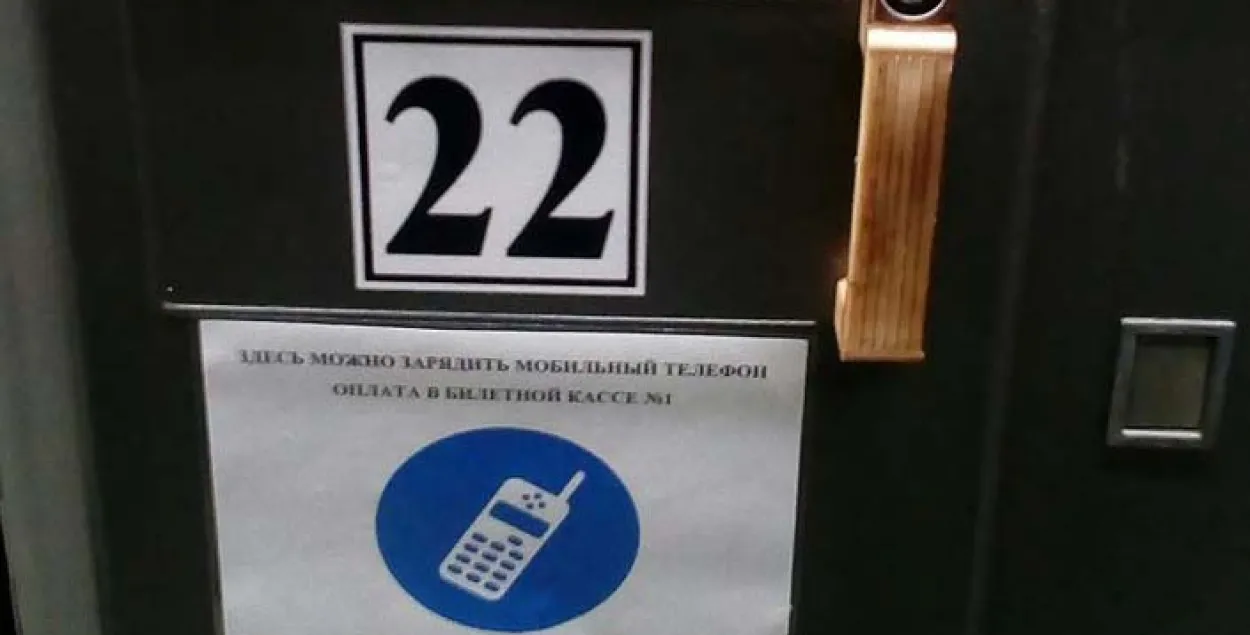 22
ЗДЕСЬ МОЖНО ЗАРЯДИТЬ МОБИЛЬНЫЙ ТЕЛЕФОН
ОПЛАТА В БИЛЕТНОЙ КАССЕ №1